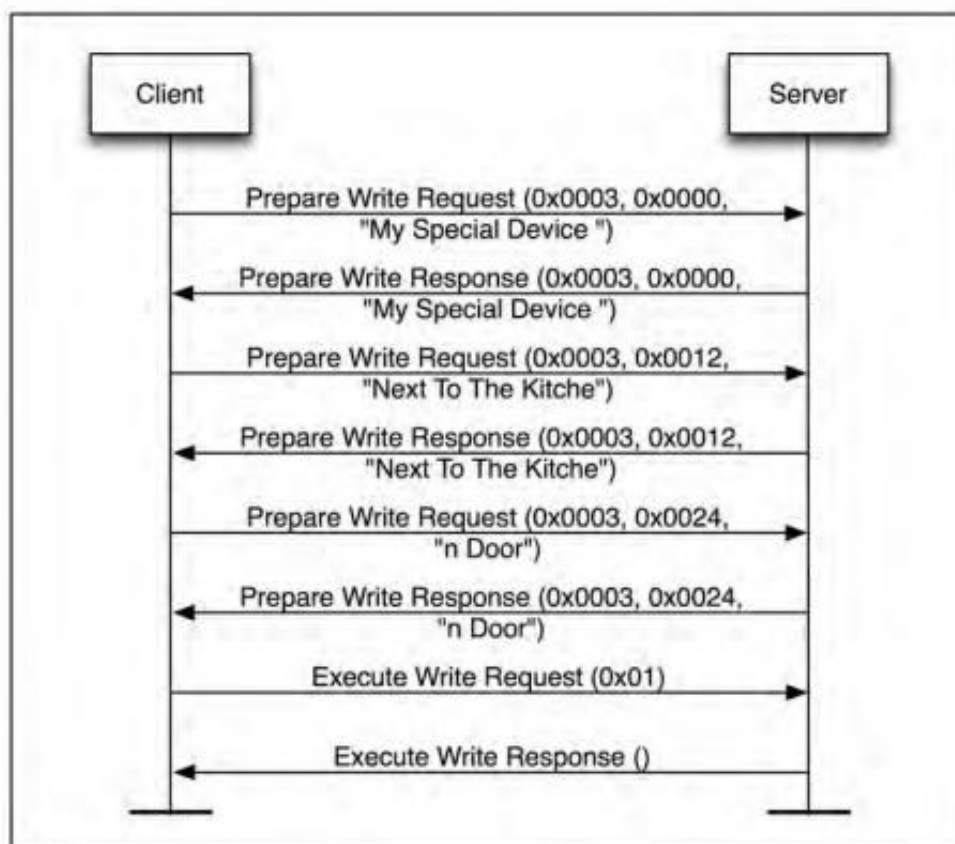 Client
Server
Prepare Write Request (0x0003, 0x0000,
"My Special Device ")
Prepare Write Response (0x0003, 0x0000,
"My Special Device ")
Prepare Write Request (0x0003, 0x0012,
"Next To The Kitche")
Prepare Write Response (0x0003, 0x0012,
"Next To The Kitche")
Prepare Write Request (0x0003, 0x0024,
"n Door")
Prepare Write Response (0x0003, 0x0024,
"n Door")
Execute Write Request (0x01)
Execute Write Response ()